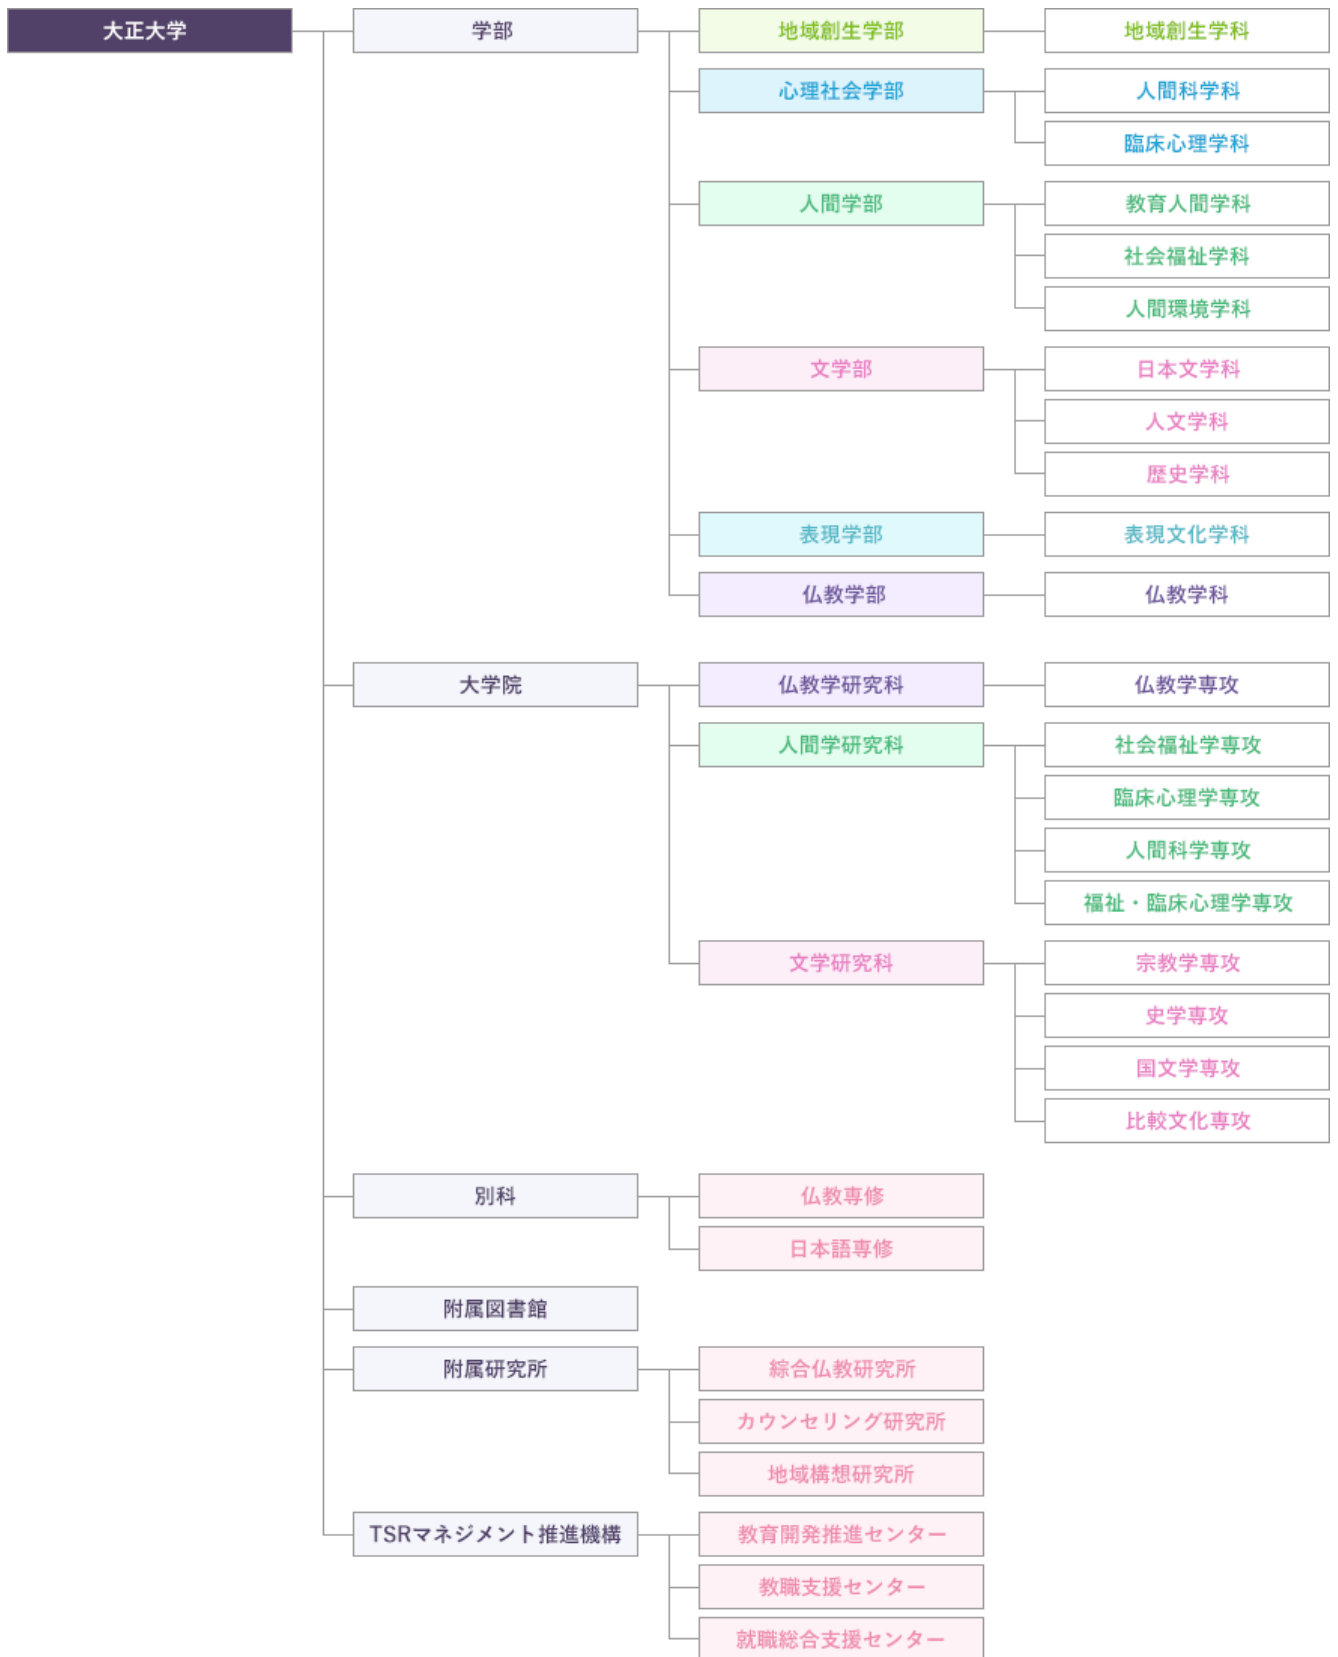 大正大学
学部
地域創生学部
地域創生学科
心理社会学部
人間科学科
臨床心理学科
人間学部
教育人間学科
社会福祉学科
人間環境学科
文学部
日本文学科
人文学科
歴史学科
表現学部
表現文化学科
仏教学部
仏教学科
大学院
仏教学研究科
仏教学専攻
人間学研究科
社会福祉学専攻
臨床心理学専攻
人間科学専攻
福祉・臨床心理学専攻
文学研究科
宗教学専攻
史学専攻
国文学専攻
比較文化専攻
別科
仏教専修
日本語専修
附属図書館
附属研究所
綜合仏教研究所
カウンセリング研究所
地域構想研究所
TSRマネジメント推進機構
教育開発推進センター
教職支援センター
就職総合支援センター